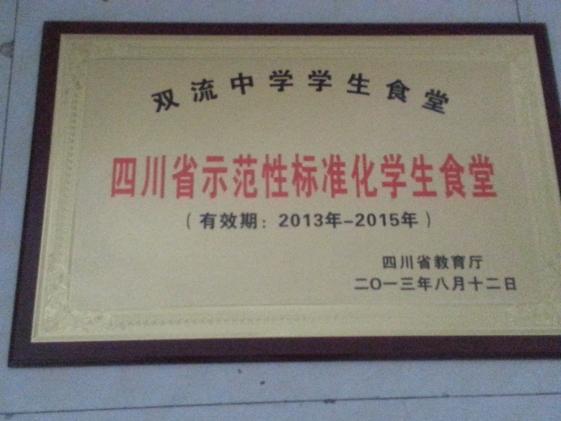 双流中学学生食堂
四川省示范性标准化学生食堂
（有效期：2013年-2015年）
四川省教育厅
二〇一三年八月十二日